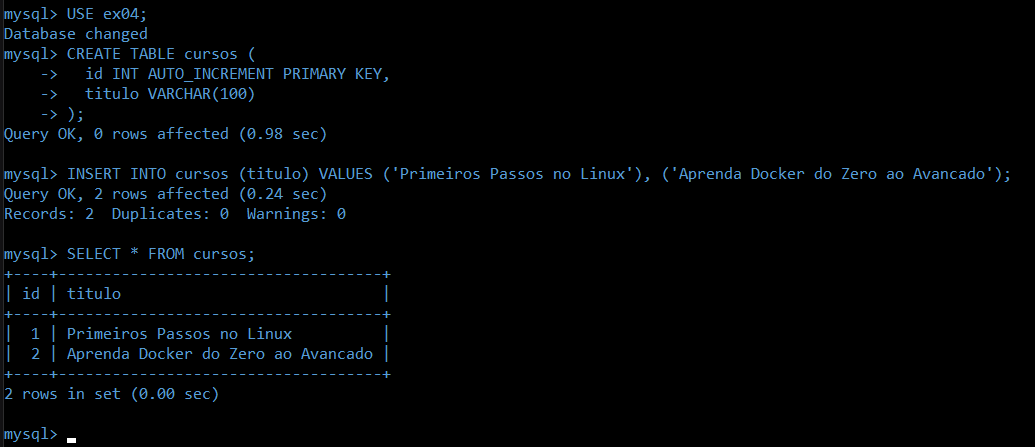 mysql> USE ex04;
Database changed
mysql> CREATE TABLE cursos (
    ->   id INT AUTO_INCREMENT PRIMARY KEY,
    ->   titulo VARCHAR(100)
    -> );
Query OK, 0 rows affected (0.98 sec)

mysql> INSERT INTO cursos (titulo) VALUES ('Primeiros Passos no Linux'), ('Aprenda Docker do Zero ao Avancado');
Query OK, 2 rows affected (0.24 sec)
Records: 2  Duplicates: 0  Warnings: 0

mysql> SELECT * FROM cursos;
+----+------------------------------------+
| id | titulo                             |
+----+------------------------------------+
|  1 | Primeiros Passos no Linux          |
|  2 | Aprenda Docker do Zero ao Avancado |
+----+------------------------------------+
2 rows in set (0.00 sec)

mysql>